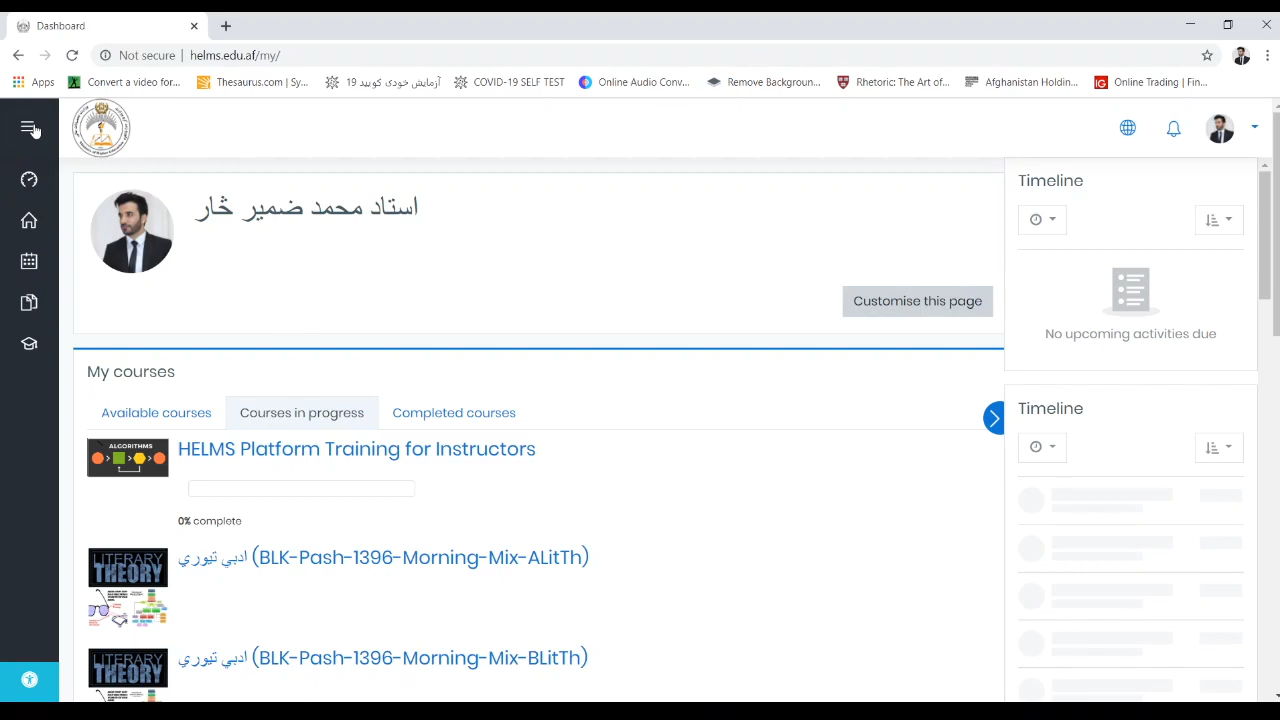 Dashboard
Not secure | helms.edu.af/my/
Apps Convert a video for... Thesaurus.com | Sy... آزمایش خودی کووید 19 COVID-19 SELF TEST Online Audio Conv... Remove Backgroun... Rhetoric: The Art of... Afghanistan Holdin... Online Trading | Fin...
استاد محمد ضمیر څار
Customise this page
Timeline
No upcoming activities due
My courses
Available courses Courses in progress Completed courses
Timeline
ALGORITHMS
HELMS Platform Training for Instructors
0% complete
LITERARY
THEORY
ادبي تیوري (BLK-Pash-1396-Morning-Mix-ALitTh)
LITERARY
THEORY
ادبي تیوري (BLK-Pash-1396-Morning-Mix-BLitTh)